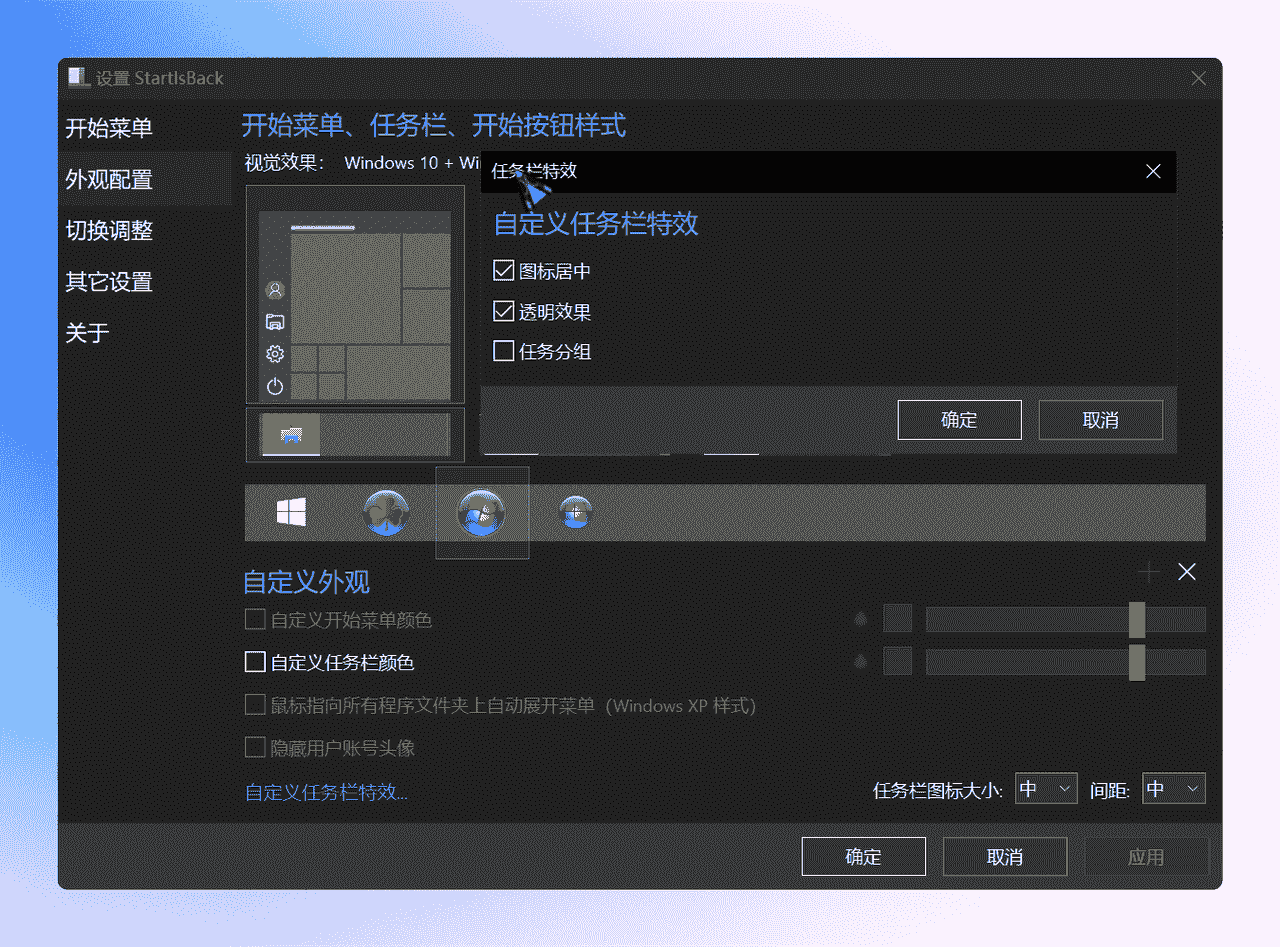 设置 StartIsBack
开始菜单
外观配置
切换调整
其它设置
关于
开始菜单、任务栏、开始按钮样式
视觉效果： Windows 10 + Wi
任务栏特效
自定义任务栏特效
图标居中
透明效果
任务分组
确定 取消
自定义外观
自定义开始菜单颜色
自定义任务栏颜色
鼠标指向所有程序文件夹上自动展开菜单（Windows XP 样式）
隐藏用户账号头像
自定义任务栏特效...
任务栏图标大小: 中 间距: 中
确定 取消 应用